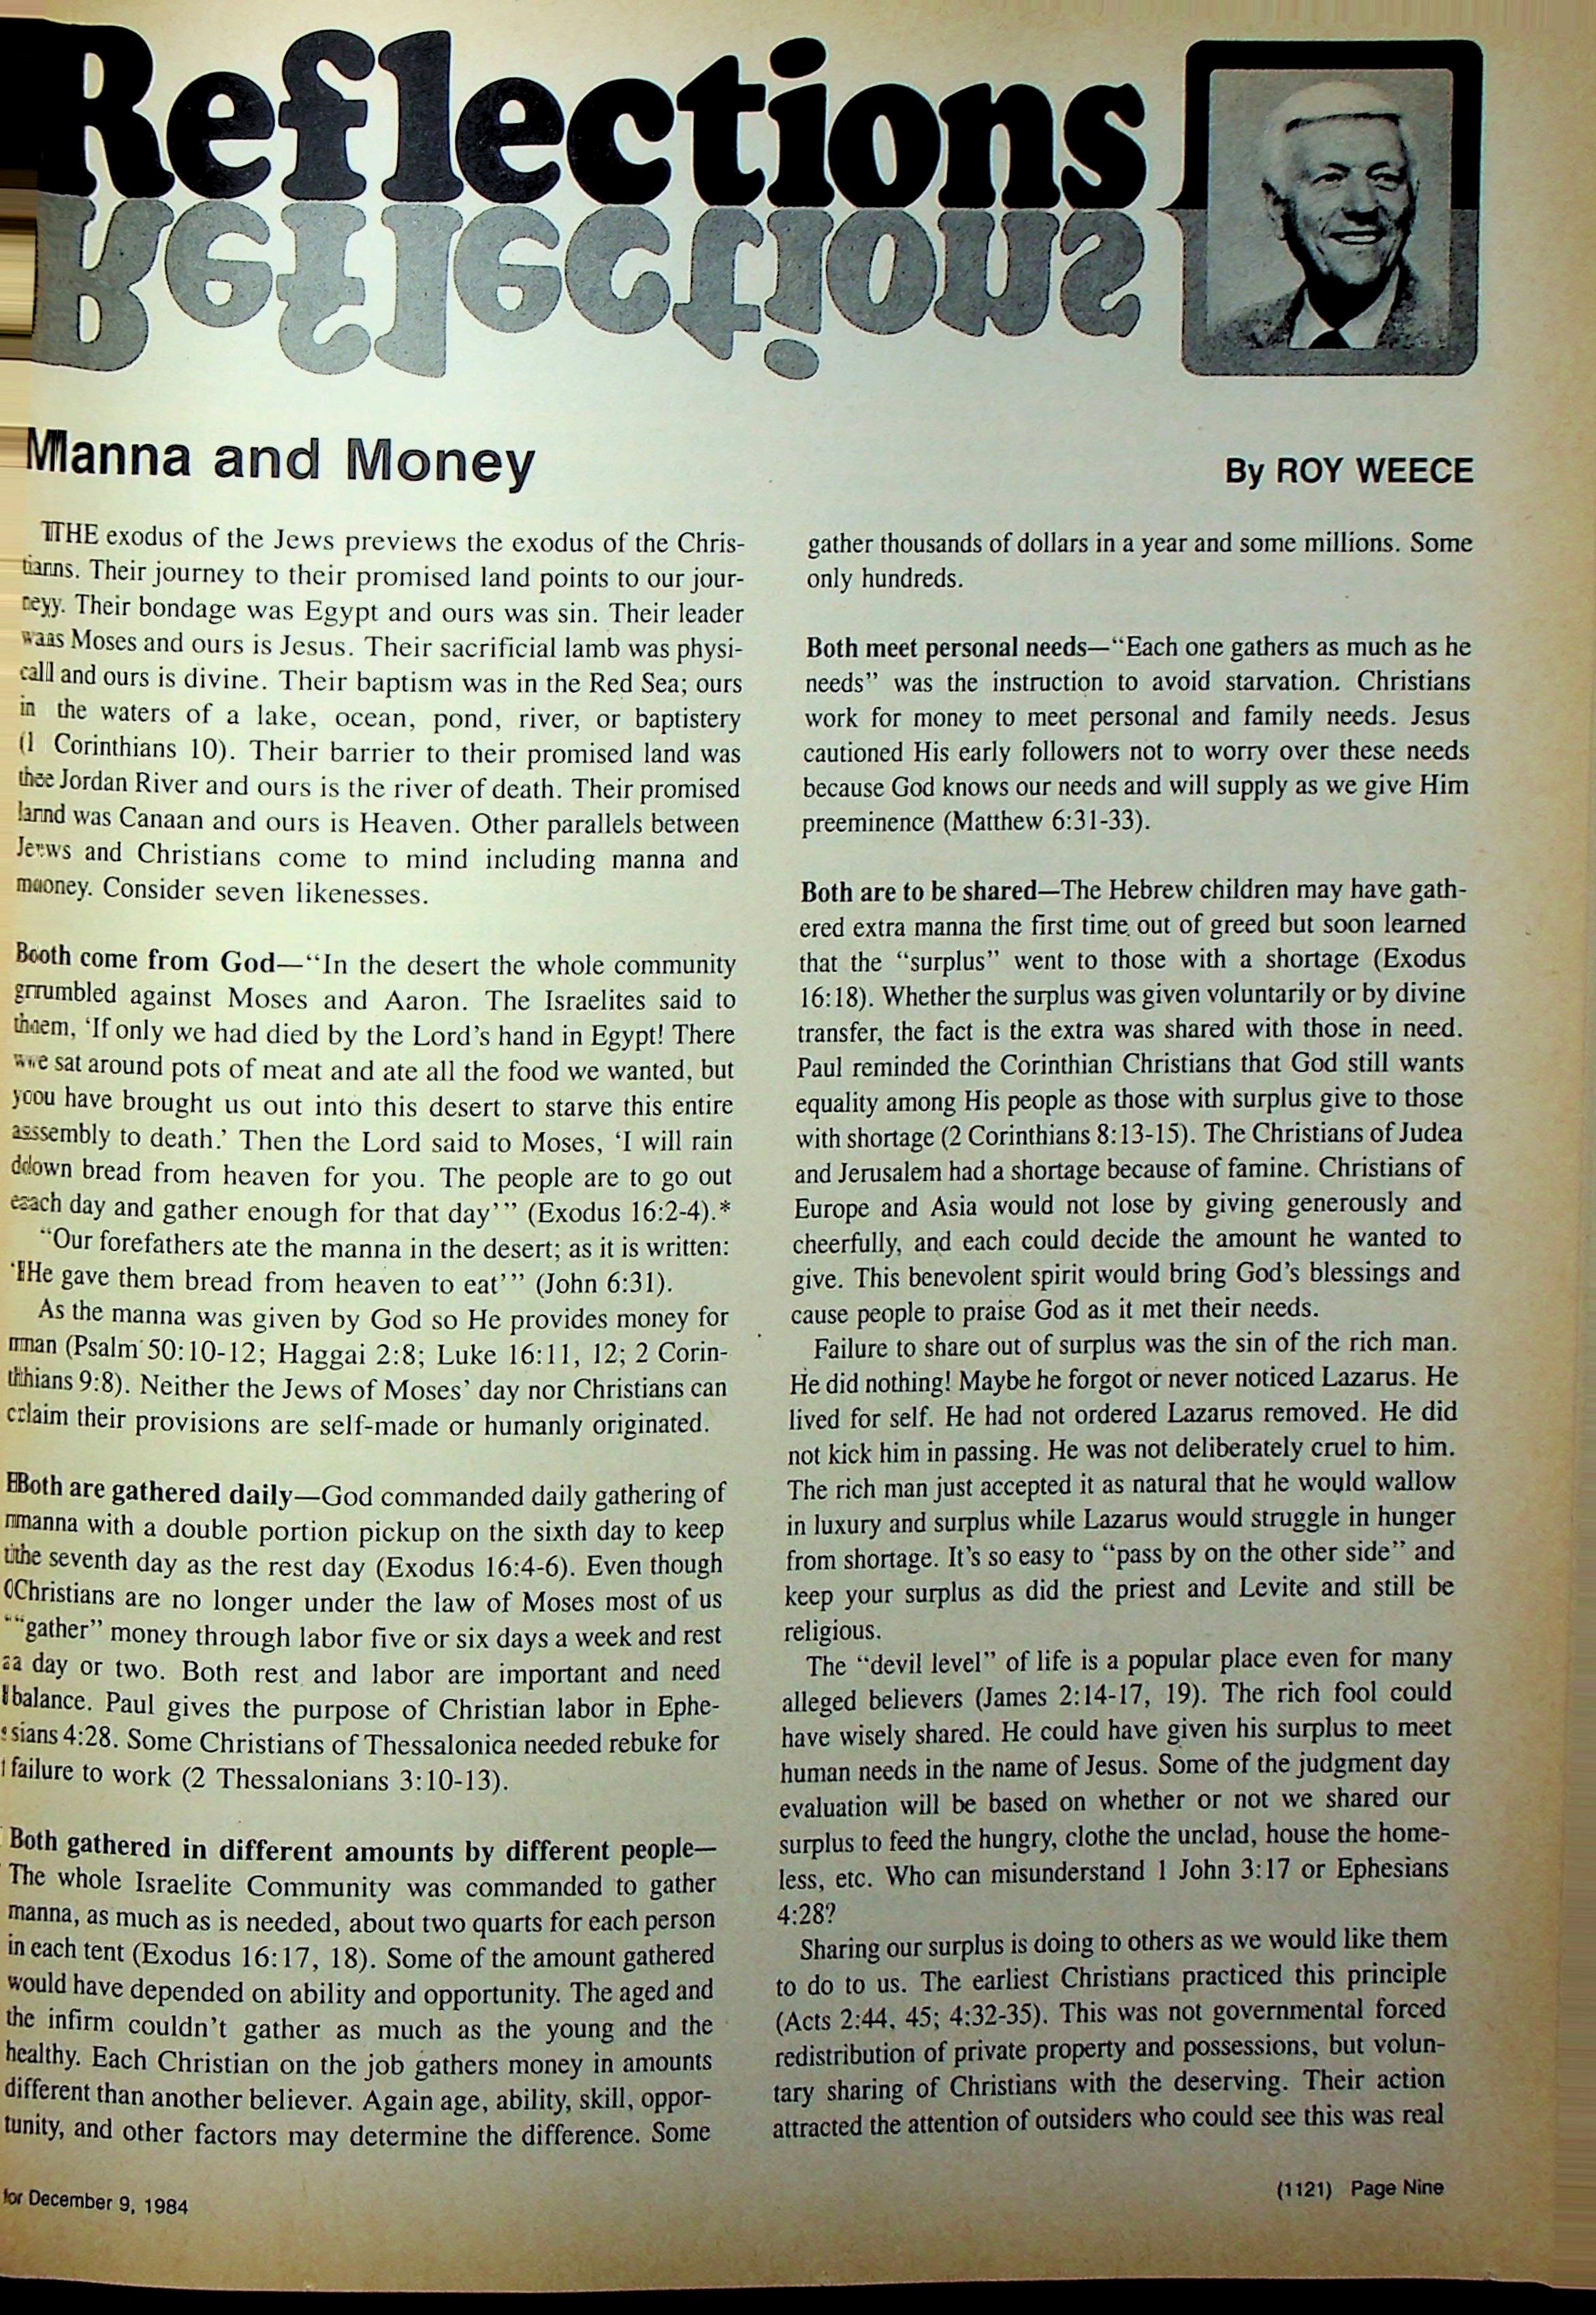 Reflections
Manna and Money
By ROY WEECE
THE exodus of the Jews previews the exodus of the Chris-
tians. Their journey to their promised land points to our jour-
ney. Their bondage was Egypt and ours was sin. Their leader
was Moses and ours is Jesus. Their sacrificial lamb was physi-
cal and ours is divine. Their baptism was in the Red Sea; ours
in the waters of a lake, ocean, pond, river, or baptistery
(1 Corinthians 10). Their barrier to their promised land was
the Jordan River and ours is the river of death. Their promised
land was Canaan and ours is Heaven. Other parallels between
Jews and Christians come to mind including manna and
money. Consider seven likenesses.
Both come from God—“In the desert the whole community
grumbled against Moses and Aaron. The Israelites said to
them, ‘If only we had died by the Lord’s hand in Egypt! There
we sat around pots of meat and ate all the food we wanted, but
you have brought us out into this desert to starve this entire
assembly to death.’ Then the Lord said to Moses, ‘I will rain
down bread from heaven for you. The people are to go out
each day and gather enough for that day’” (Exodus 16:2-4).*
“Our forefathers ate the manna in the desert; as it is written:
‘He gave them bread from heaven to eat’” (John 6:31).
As the manna was given by God so He provides money for
man (Psalm 50:10-12; Haggai 2:8; Luke 16:11, 12; 2 Corin-
thians 9:8). Neither the Jews of Moses’ day nor Christians can
claim their provisions are self-made or humanly originated.
Both are gathered daily—God commanded daily gathering of
manna with a double portion pickup on the sixth day to keep
the seventh day as the rest day (Exodus 16:4-6). Even though
Christians are no longer under the law of Moses most of us
“gather” money through labor five or six days a week and rest
a day or two. Both rest and labor are important and need
balance. Paul gives the purpose of Christian labor in Ephe-
sians 4:28. Some Christians of Thessalonica needed rebuke for
failure to work (2 Thessalonians 3:10-13).
Both gathered in different amounts by different people—
The whole Israelite Community was commanded to gather
manna, as much as is needed, about two quarts for each person
in each tent (Exodus 16:17, 18). Some of the amount gathered
would have depended on ability and opportunity. The aged and
the infirm couldn’t gather as much as the young and the
healthy. Each Christian on the job gathers money in amounts
different than another believer. Again age, ability, skill, oppor-
tunity, and other factors may determine the difference. Some
gather thousands of dollars in a year and some millions. Some
only hundreds.
Both meet personal needs—“Each one gathers as much as he
needs” was the instruction to avoid starvation. Christians
work for money to meet personal and family needs. Jesus
cautioned His early followers not to worry over these needs
because God knows our needs and will supply as we give Him
preeminence (Matthew 6:31-33).
Both are to be shared—The Hebrew children may have gath-
ered extra manna the first time out of greed but soon learned
that the “surplus” went to those with a shortage (Exodus
16:18). Whether the surplus was given voluntarily or by divine
transfer, the fact is the extra was shared with those in need.
Paul reminded the Corinthian Christians that God still wants
equality among His people as those with surplus give to those
with shortage (2 Corinthians 8:13-15). The Christians of Judea
and Jerusalem had a shortage because of famine. Christians of
Europe and Asia would not lose by giving generously and
cheerfully, and each could decide the amount he wanted to
give. This benevolent spirit would bring God’s blessings and
cause people to praise God as it met their needs.
Failure to share out of surplus was the sin of the rich man.
He did nothing! Maybe he forgot or never noticed Lazarus. He
lived for self. He had not ordered Lazarus removed. He did
not kick him in passing. He was not deliberately cruel to him.
The rich man just accepted it as natural that he would wallow
in luxury and surplus while Lazarus would struggle in hunger
from shortage. It’s so easy to “pass by on the other side” and
keep your surplus as did the priest and Levite and still be
religious.
The “devil level” of life is a popular place even for many
alleged believers (James 2:14-17, 19). The rich fool could
have wisely shared. He could have given his surplus to meet
human needs in the name of Jesus. Some of the judgment day
evaluation will be based on whether or not we shared our
surplus to feed the hungry, clothe the unclad, house the home-
less, etc. Who can misunderstand 1 John 3:17 or Ephesians
4:28?
Sharing our surplus is doing to others as we would like them
to do to us. The earliest Christians practiced this principle
(Acts 2:44, 45; 4:32-35). This was not governmental forced
redistribution of private property and possessions, but volun-
tary sharing of Christians with the deserving. Their action
attracted the attention of outsiders who could see this was real
for December 9, 1984
(1121) Page Nine